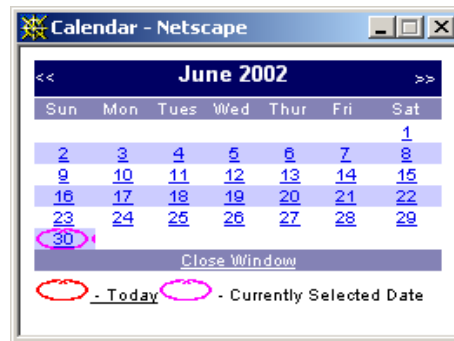 Calendar - Netscape
<< June 2002 >>
Sun Mon Tues Wed Thur Fri Sat
1
2 3 4 5 6 7 8
9 10 11 12 13 14 15
16 17 18 19 20 21 22
23 24 25 26 27 28 29
30
Close Window
- Today - Currently Selected Date